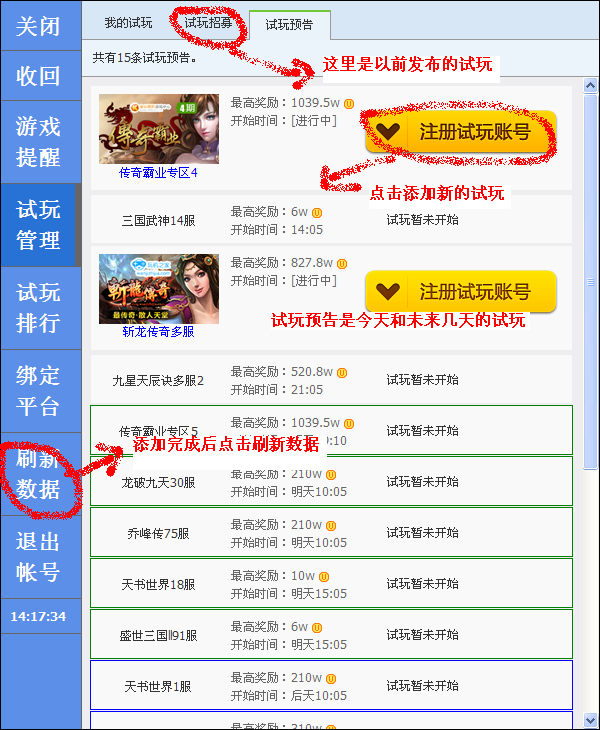 关闭
收回
游戏
提醒
试玩
管理
试玩
排行
绑定
平台
刷新
数据
退出
帐号
14:17:34
我的试玩
试玩招募
试玩预告
共有15条试玩预告。
这里是以前发布的试玩
4期
传奇霸业
传奇霸业专区4
最高奖励：1039.5w
开始时间：[进行中]
注册试玩账号
点击添加新的试玩
三国武神14服
最高奖励：6w
开始时间：14:05
试玩暂未开始
玩机之家
斩龙传奇
最传奇·散人天堂
斩龙传奇多服
最高奖励：827.8w
开始时间：[进行中]
注册试玩账号
试玩预告是今天和未来几天的试玩
九星天辰诀多服2
最高奖励：520.8w
开始时间：21:05
试玩暂未开始
传奇霸业专区5
最高奖励：1039.5w
:10
试玩暂未开始
添加完成后点击刷新数据
龙破九天30服
最高奖励：210w
开始时间：明天10:05
试玩暂未开始
乔峰传75服
最高奖励：210w
开始时间：明天10:05
试玩暂未开始
天书世界18服
最高奖励：10w
开始时间：明天15:05
试玩暂未开始
盛世三国II91服
最高奖励：6w
开始时间：明天15:05
试玩暂未开始
天书世界1服
最高奖励：210w
开始时间：后天10:05
试玩暂未开始